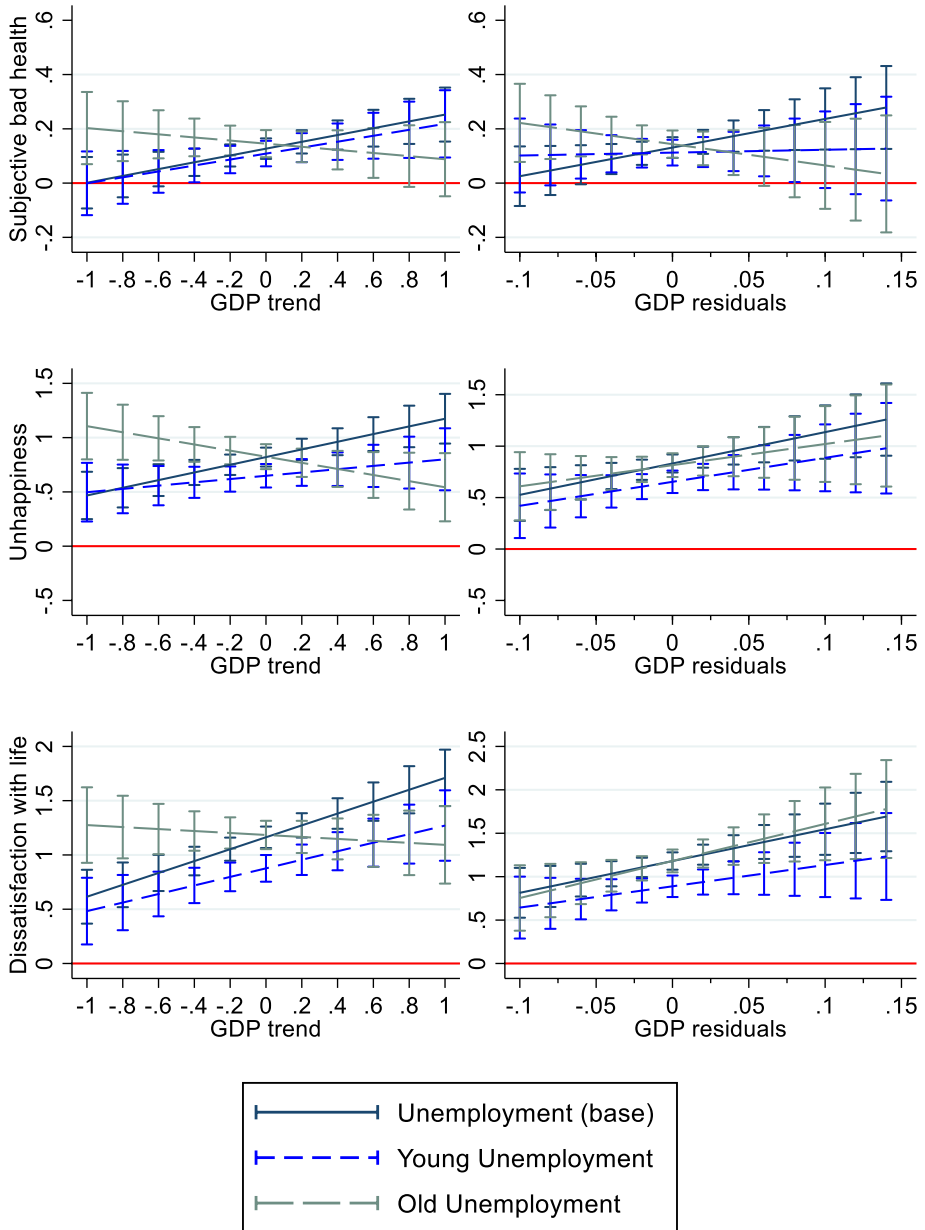 Subjective bad health
-.2 0 .2 .4 .6
-1 -.8 -.6 -.4 -.2 0 .2 .4 .6 .8 1
GDP trend
-.2 0 .2 .4 .6
-.1 -.05 0 .05 .1 .15
GDP residuals
Unhappiness
-.5 0 .5 1 1.5
-1 -.8 -.6 -.4 -.2 0 .2 .4 .6 .8 1
GDP trend
-.5 0 .5 1 1.5
-.1 -.05 0 .05 .1 .15
GDP residuals
Dissatisfaction with life
0 .5 1 1.5 2
-1 -.8 -.6 -.4 -.2 0 .2 .4 .6 .8 1
GDP trend
0 .5 1 1.5 2 2.5
-.1 -.05 0 .05 .1 .15
GDP residuals
Unemployment (base)
Young Unemployment
Old Unemployment